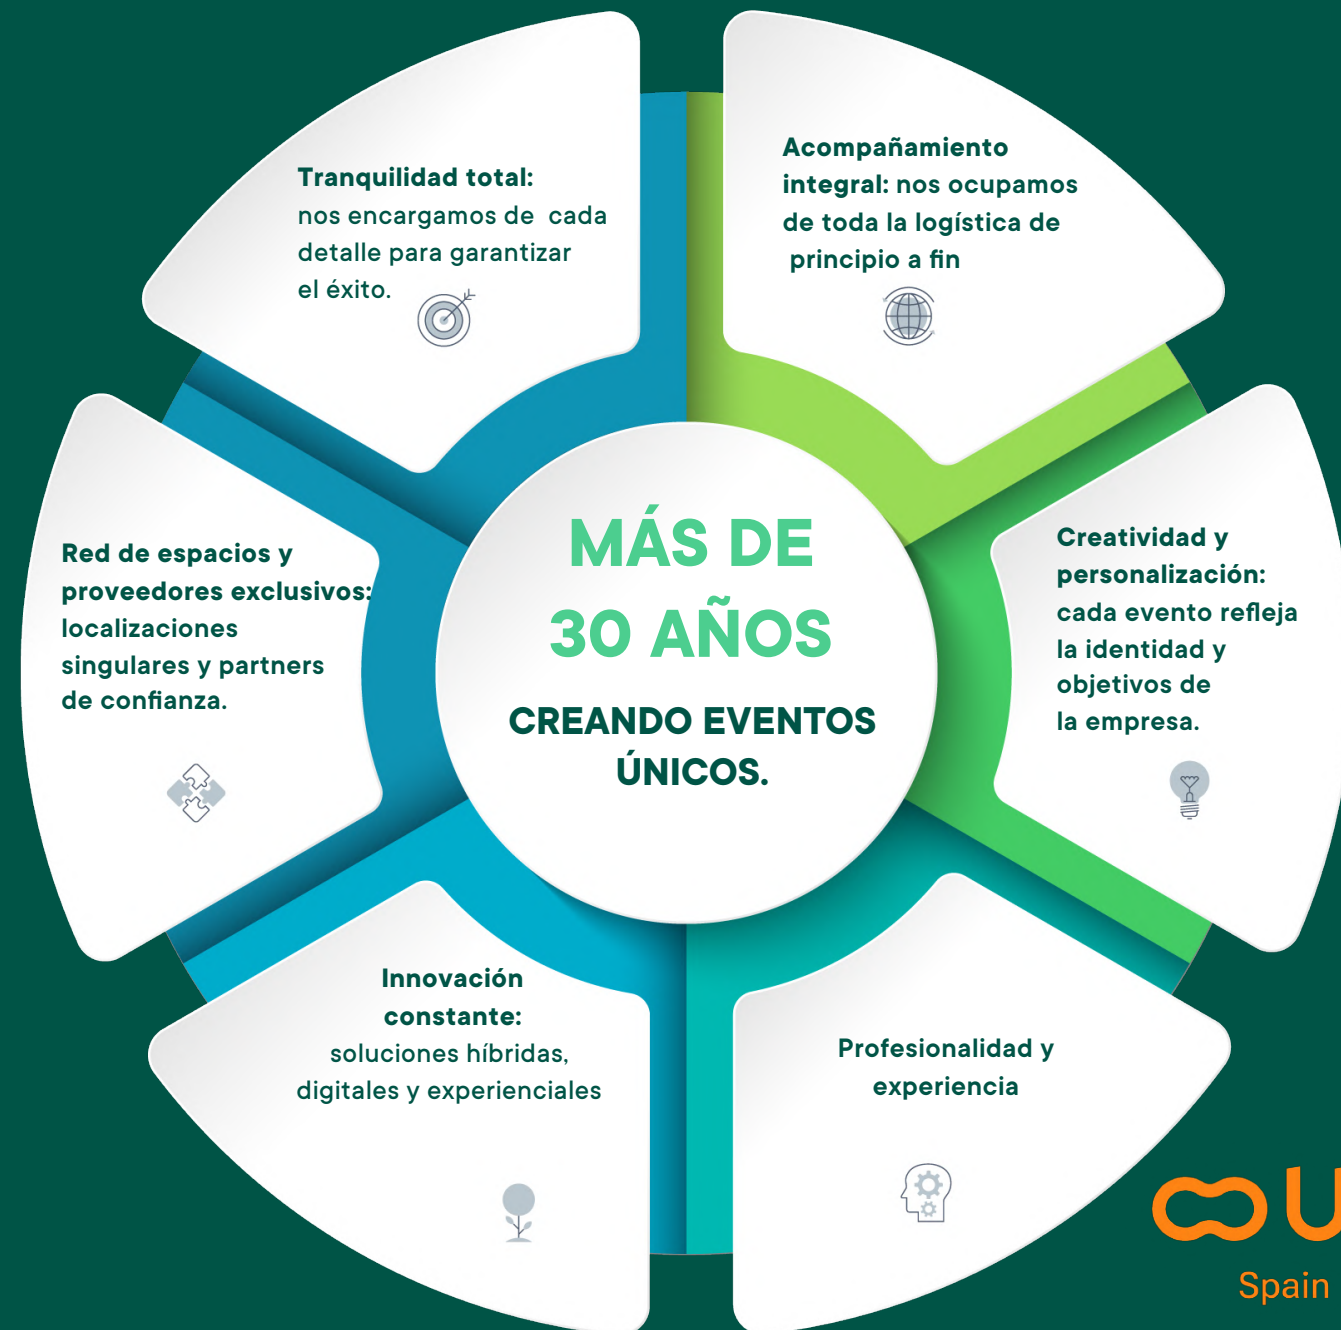 Tranquilidad total:
nos encargamos de cada
detalle para garantizar
el éxito.
Acompañamiento
integral: nos ocupamos
de toda la logística de
principio a fin
Red de espacios y
proveedores exclusivos:
localizaciones
singulares y partners
de confianza.
MÁS DE
30 AÑOS
CREANDO EVENTOS
ÚNICOS.
Creatividad y
personalización:
cada evento refleja
la identidad y
objetivos de
la empresa.
Innovación
constante:
soluciones híbridas,
digitales y experienciales
Profesionalidad y
experiencia
Spain